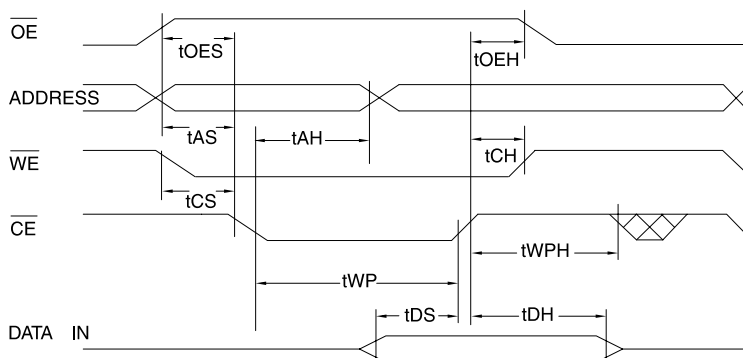 OE
tOES
tOEH
ADDRESS
tAS
tAH
tCH
WE
tCS
CE
tWPH
tWP
tDS
tDH
DATA IN